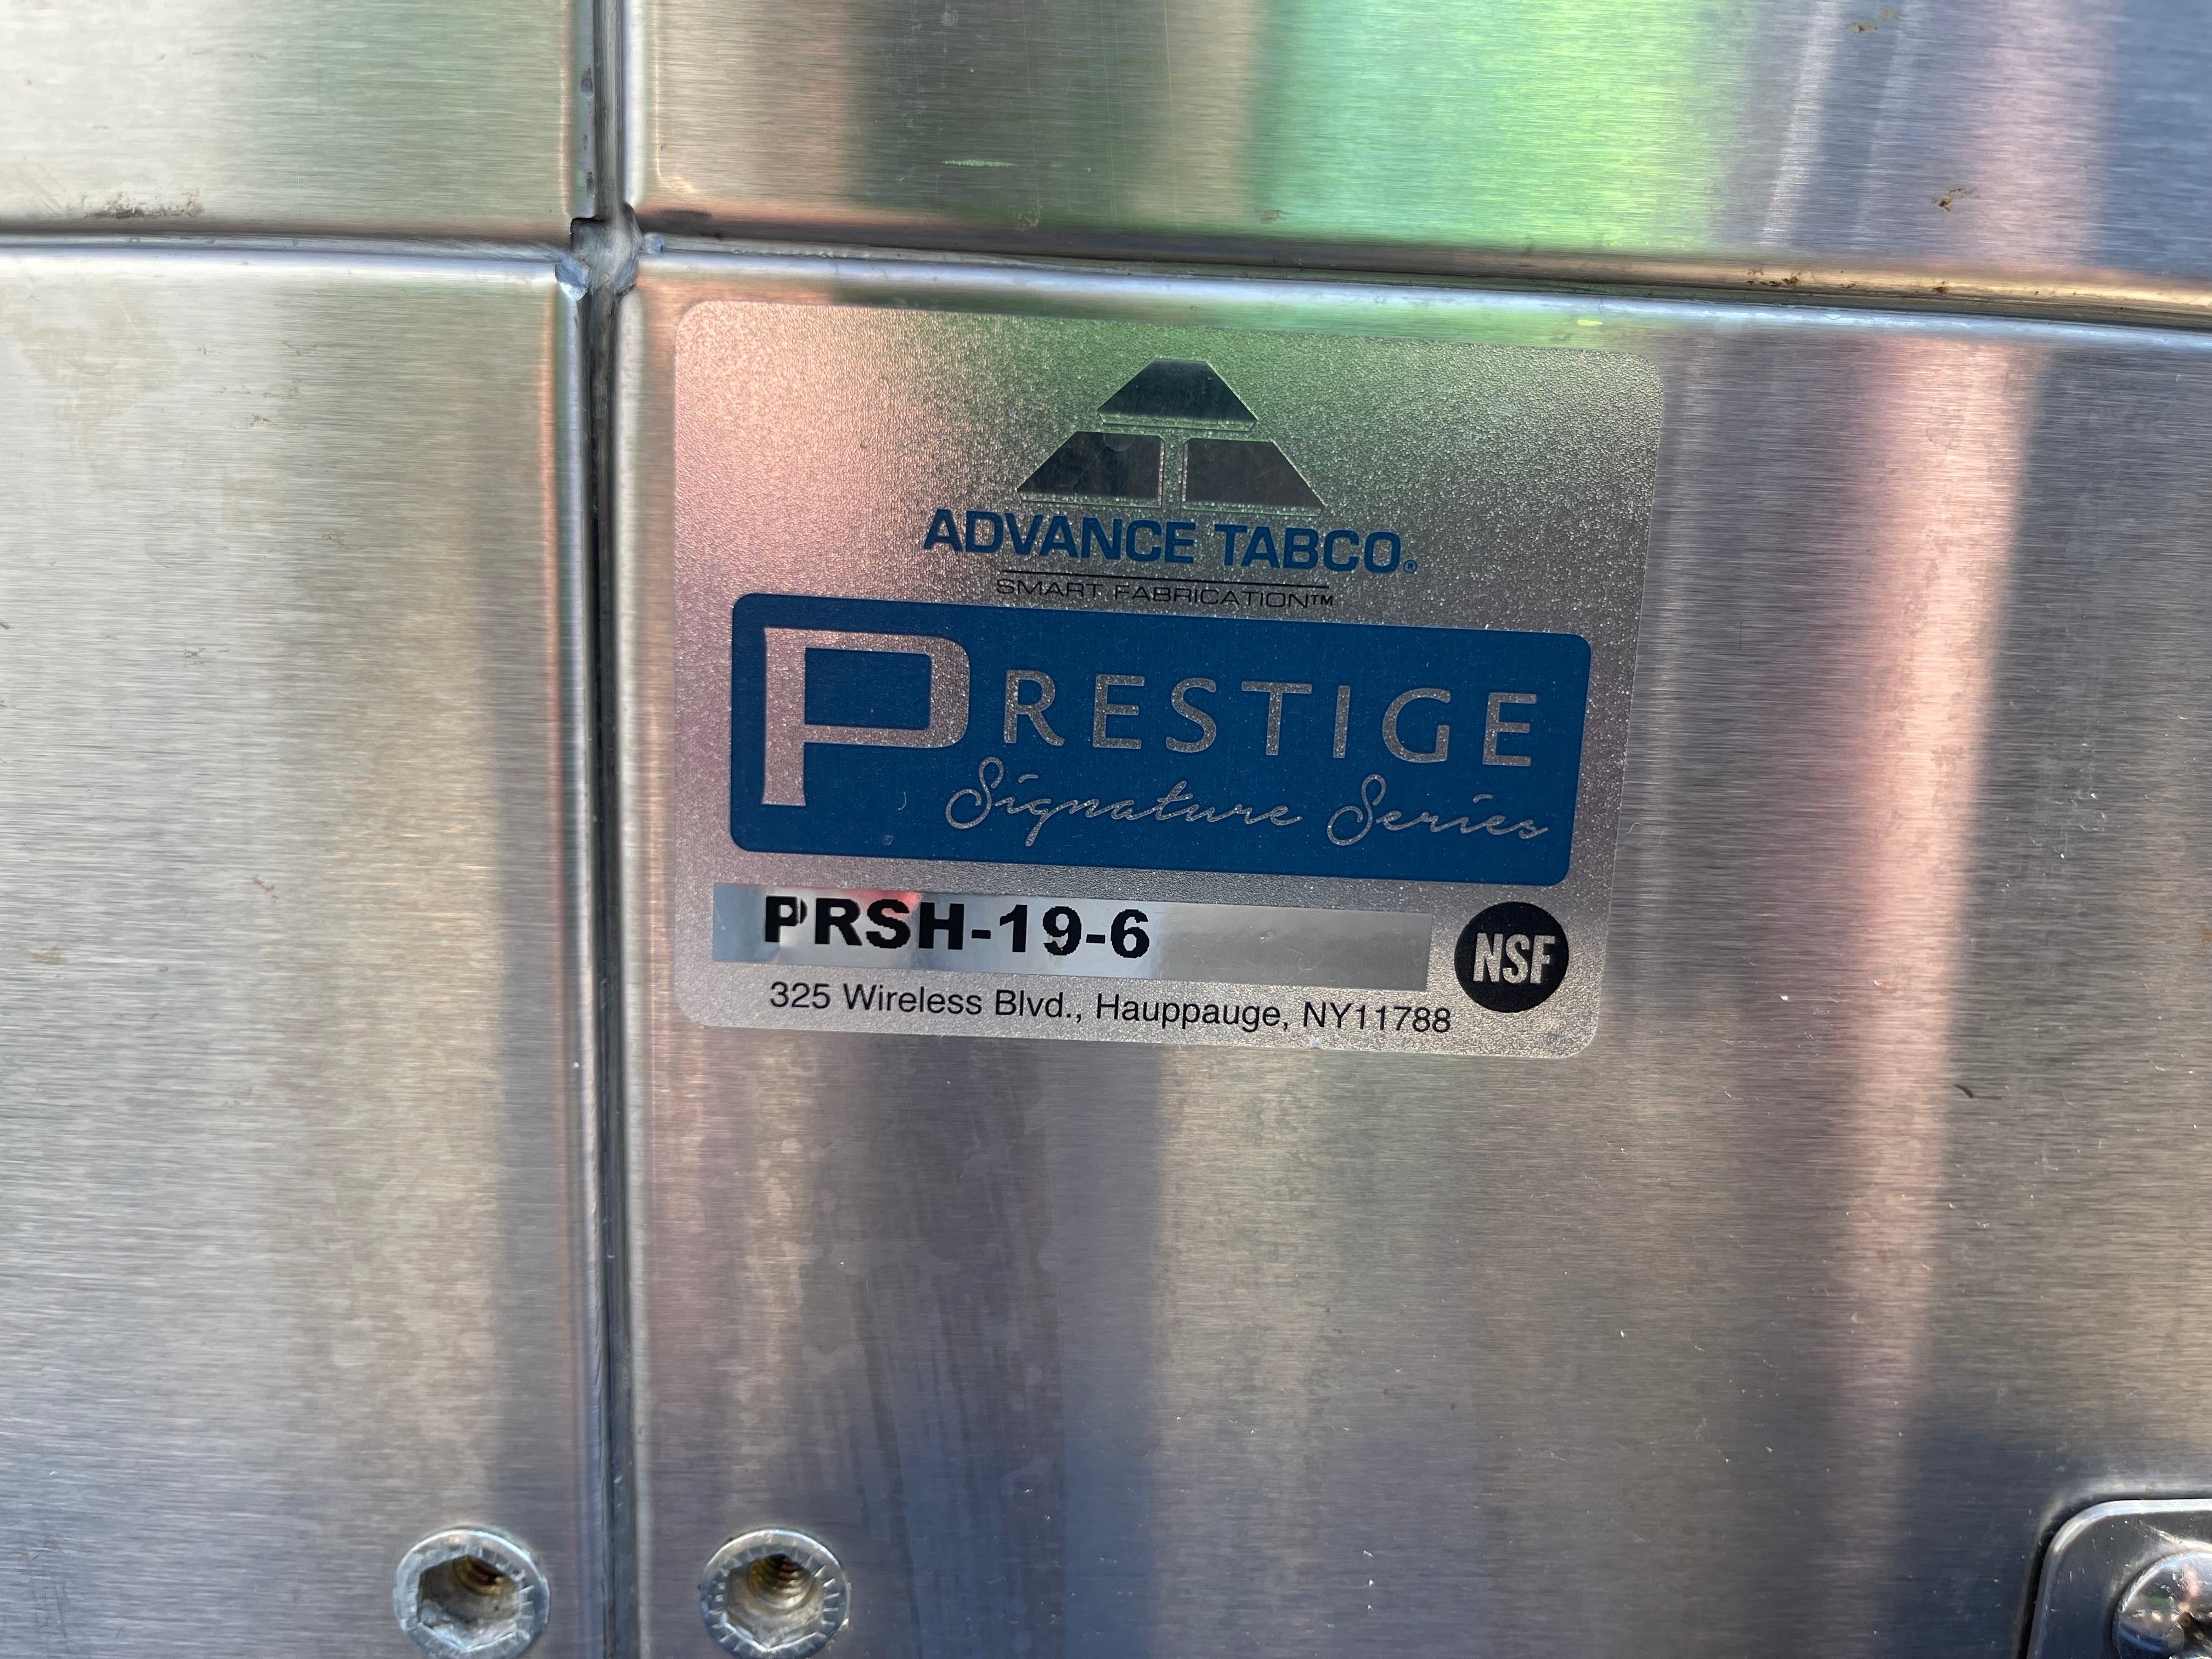 ADVANCE TABCO®
SMART FABRICATION™
PRESTIGE
Signature Series
PRSH-19-6
NSF
325 Wireless Blvd., Hauppauge, NY11788